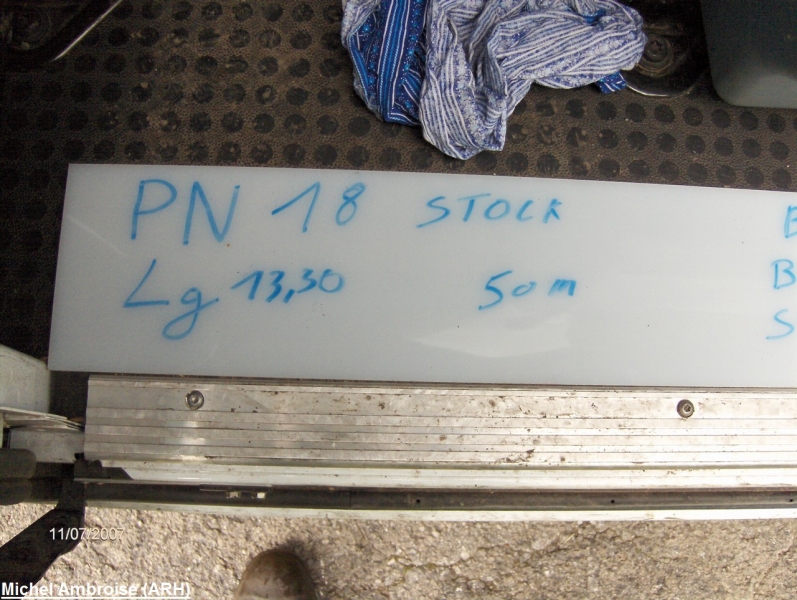 PN 18 STOCK
Lg 13,30 50m
B
S
11/07/2007
Michel Ambroise (ARH)